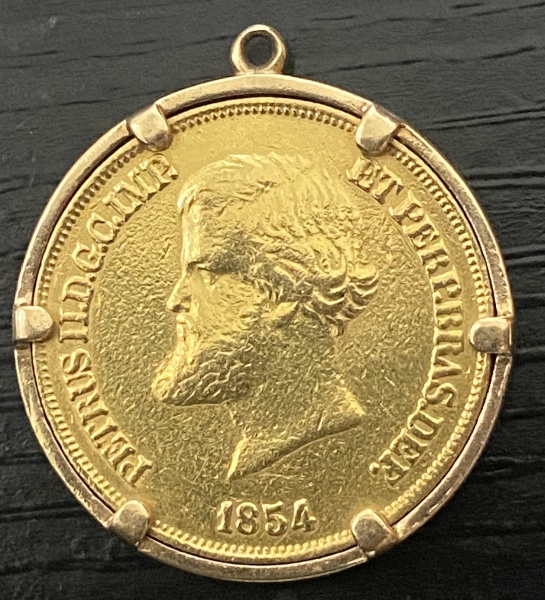 PETRUS II.D.G.C.IMP. ET PERP.BRAS.DEF.
1854